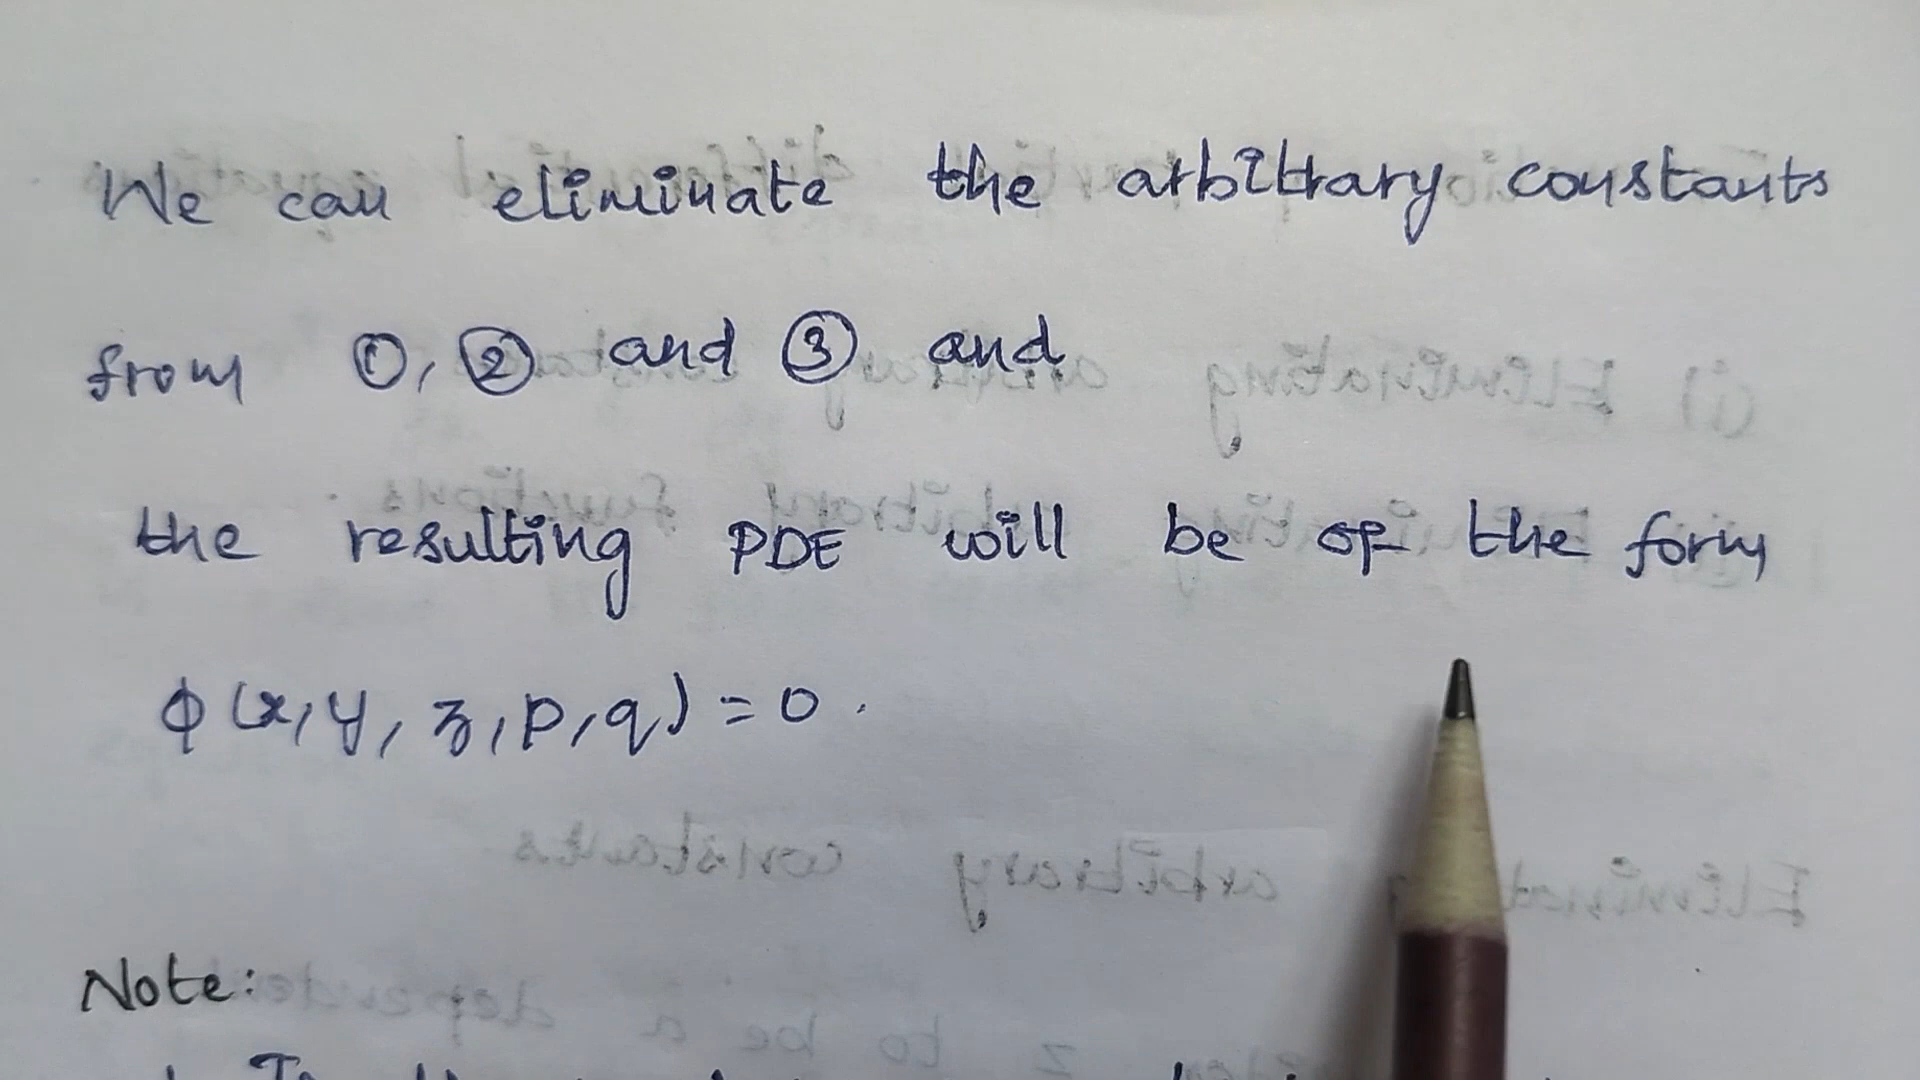 We can eliminate the arbitrary constants
from ①, ② and ③ and
the resulting PDE will be of the form
ϕ(x, y, z, p, q) = 0.
Note: